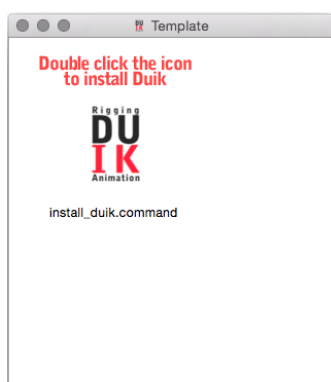 Template
Double click the icon
to install Duik
Rigging
DU
IK
Animation
install_duik.command